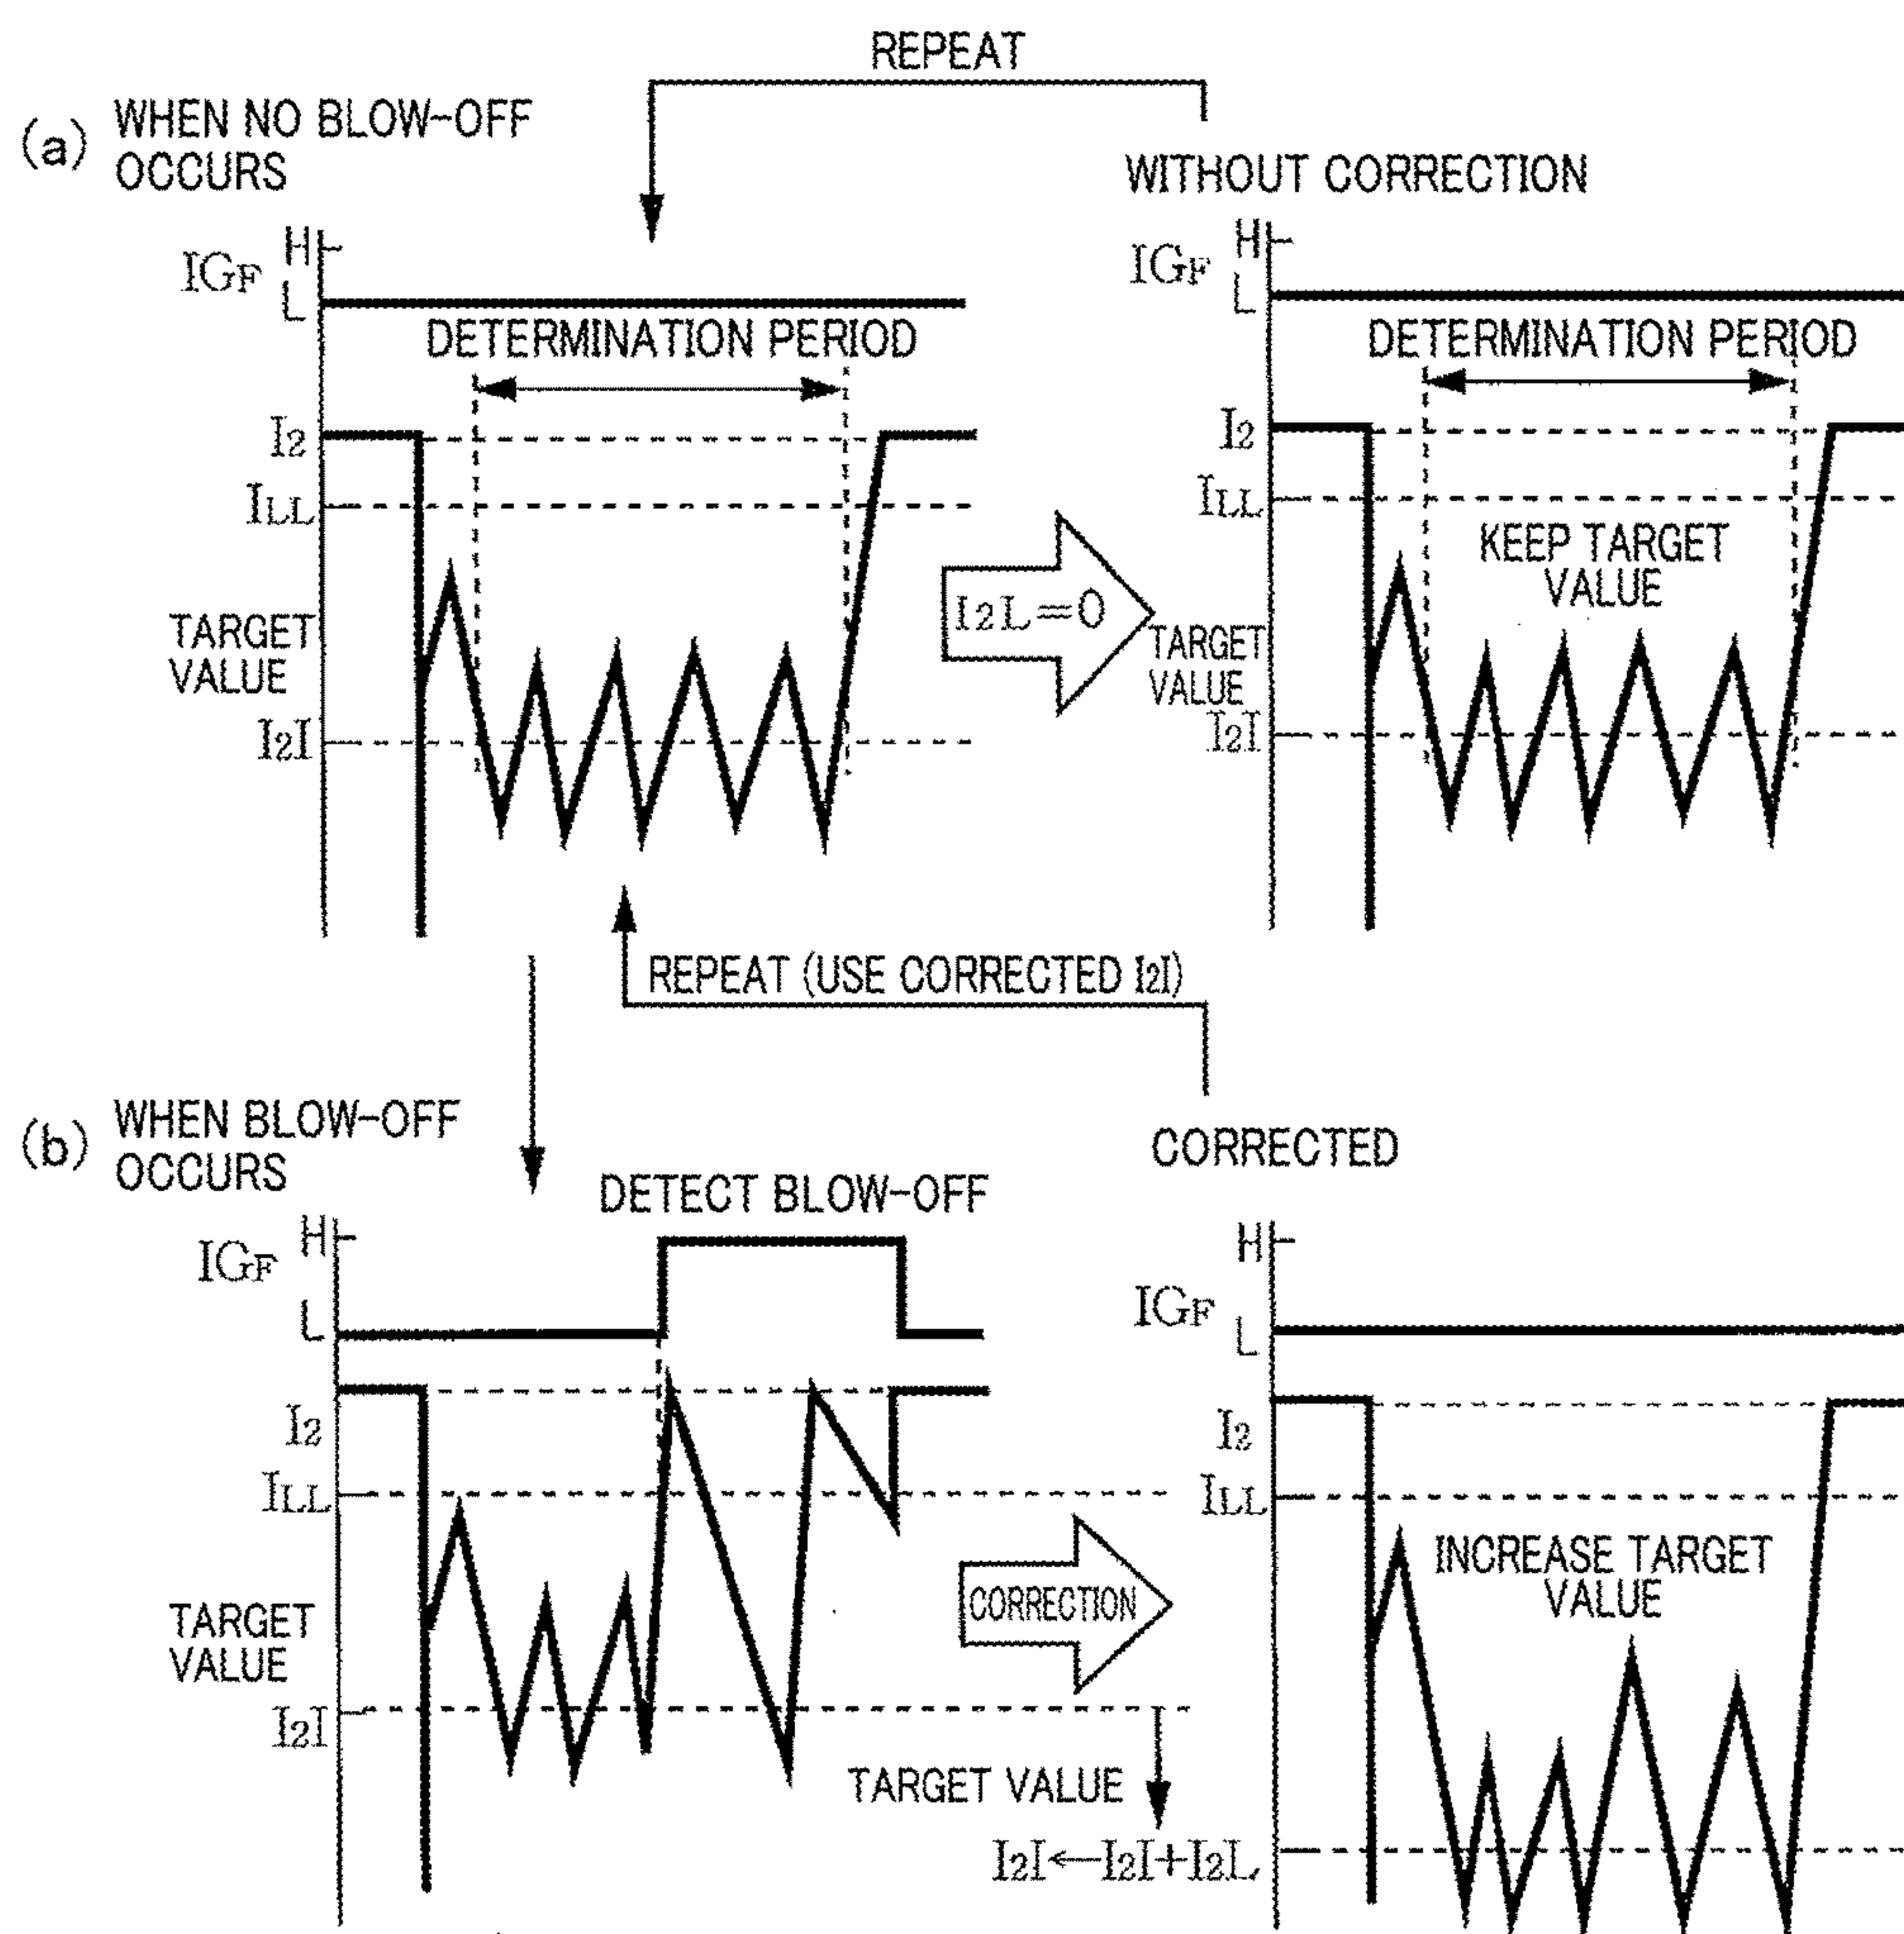 REPEAT
(a) WHEN NO BLOW-OFF
OCCURS
WITHOUT CORRECTION
H
IGF
L
DETERMINATION PERIOD
I2
ILL
TARGET
VALUE
I2I
I2L=0
H
IGF
L
DETERMINATION PERIOD
I2
ILL
KEEP TARGET
VALUE
TARGET
VALUE
I2I
REPEAT (USE CORRECTED I2I)
(b) WHEN BLOW-OFF
OCCURS
DETECT BLOW-OFF
CORRECTED
H
IGF
L
I2
ILL
TARGET
VALUE
I2I
CORRECTION
TARGET VALUE
I2I←I2I+I2L
H
IGF
L
I2
ILL
INCREASE TARGET
VALUE